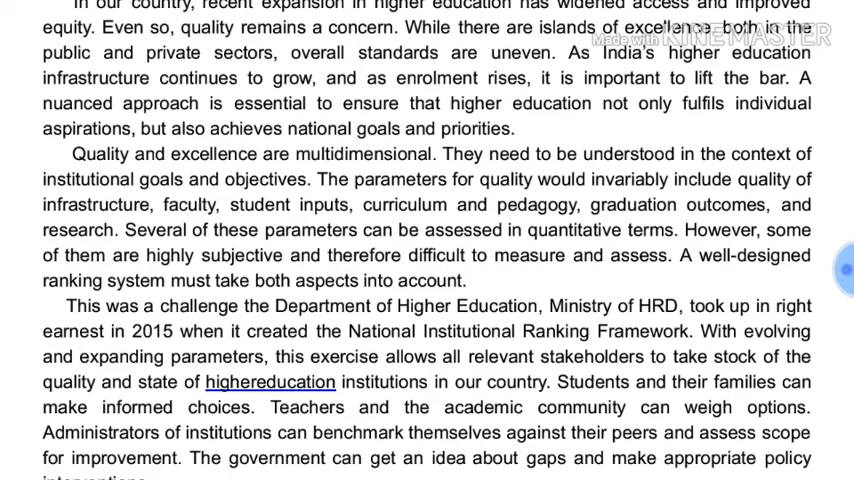 In our country, recent expansion in higher education has widened access and improved
equity. Even so, quality remains a concern. While there are islands of excellence, both in the
Made with KINEMASTER
public and private sectors, overall standards are uneven. As India's higher education
infrastructure continues to grow, and as enrolment rises, it is important to lift the bar. A
nuanced approach is essential to ensure that higher education not only fulfils individual
aspirations, but also achieves national goals and priorities.
Quality and excellence are multidimensional. They need to be understood in the context of
institutional goals and objectives. The parameters for quality would invariably include quality of
infrastructure, faculty, student inputs, curriculum and pedagogy, graduation outcomes, and
research. Several of these parameters can be assessed in quantitative terms. However, some
of them are highly subjective and therefore difficult to measure and assess. A well-designed
ranking system must take both aspects into account.
This was a challenge the Department of Higher Education, Ministry of HRD, took up in right
earnest in 2015 when it created the National Institutional Ranking Framework. With evolving
and expanding parameters, this exercise allows all relevant stakeholders to take stock of the
quality and state of highereducation institutions in our country. Students and their families can
make informed choices. Teachers and the academic community can weigh options.
Administrators of institutions can benchmark themselves against their peers and assess scope
for improvement. The government can get an idea about gaps and make appropriate policy